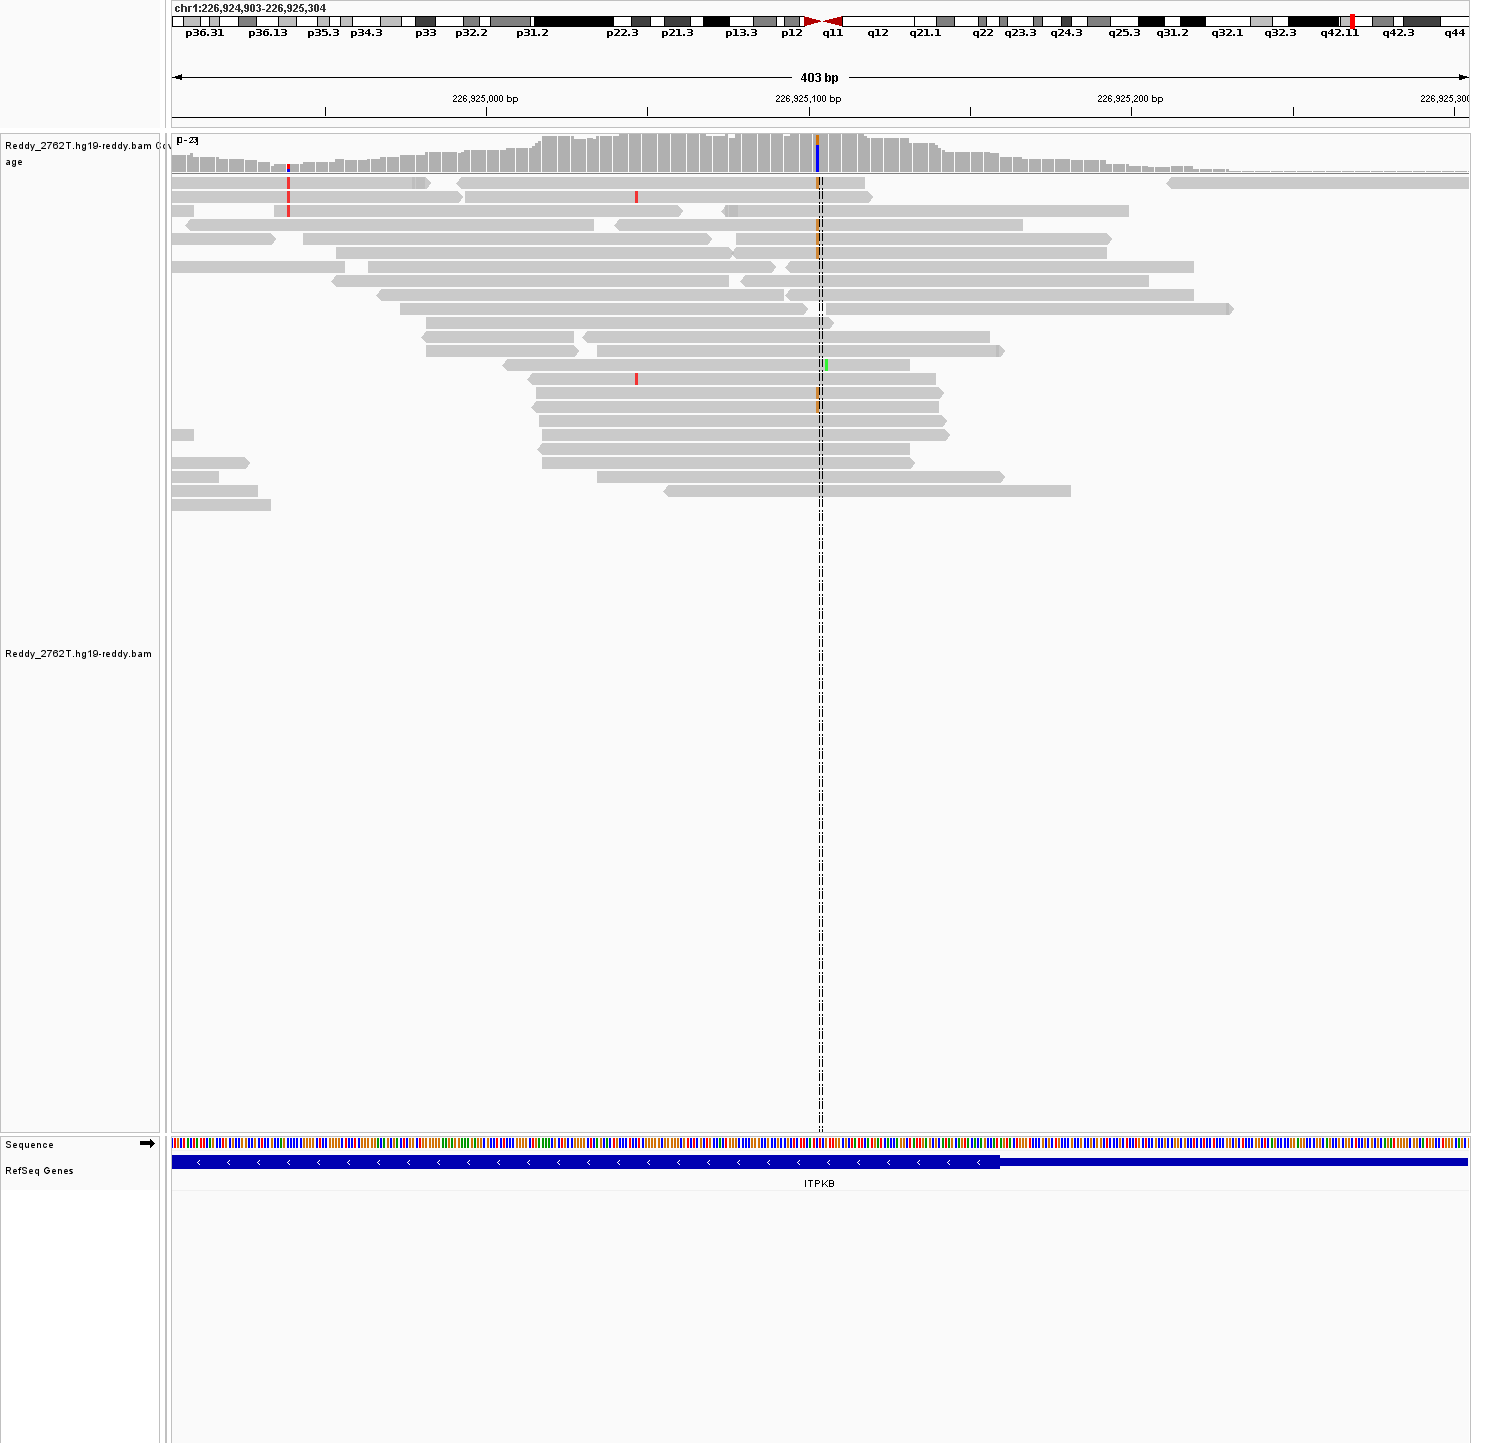 chr1:226,924,903-226,925,304
p36.31 p36.13 p35.3 p34.3 p33 p32.2 p31.2 p22.3 p21.3 p13.3 p12 q11 q12 q21.1 q22 q23.3 q24.3 q25.3 q31.2 q32.1 q32.3 q42.11 q42.3 q44
403 bp
226,925,000 bp 226,925,100 bp 226,925,200 bp 226,925,300
[0 - 23]
Reddy_2762T.hg19-reddy.bam Cov
age
Reddy_2762T.hg19-reddy.bam
Sequence
RefSeq Genes
ITPKB